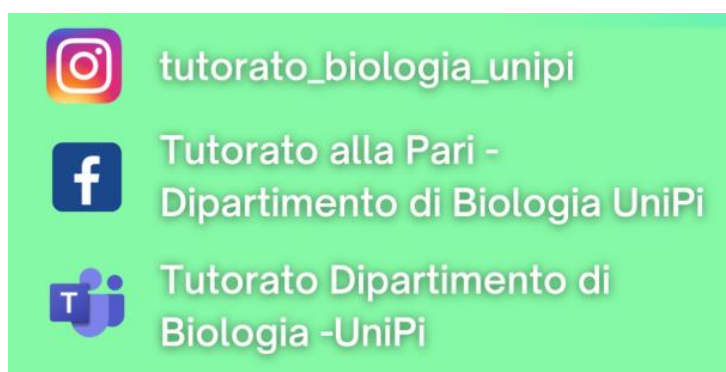 tutorato_biologia_unipi
Tutorato alla Pari -
Dipartimento di Biologia UniPi
Tutorato Dipartimento di
Biologia -UniPi